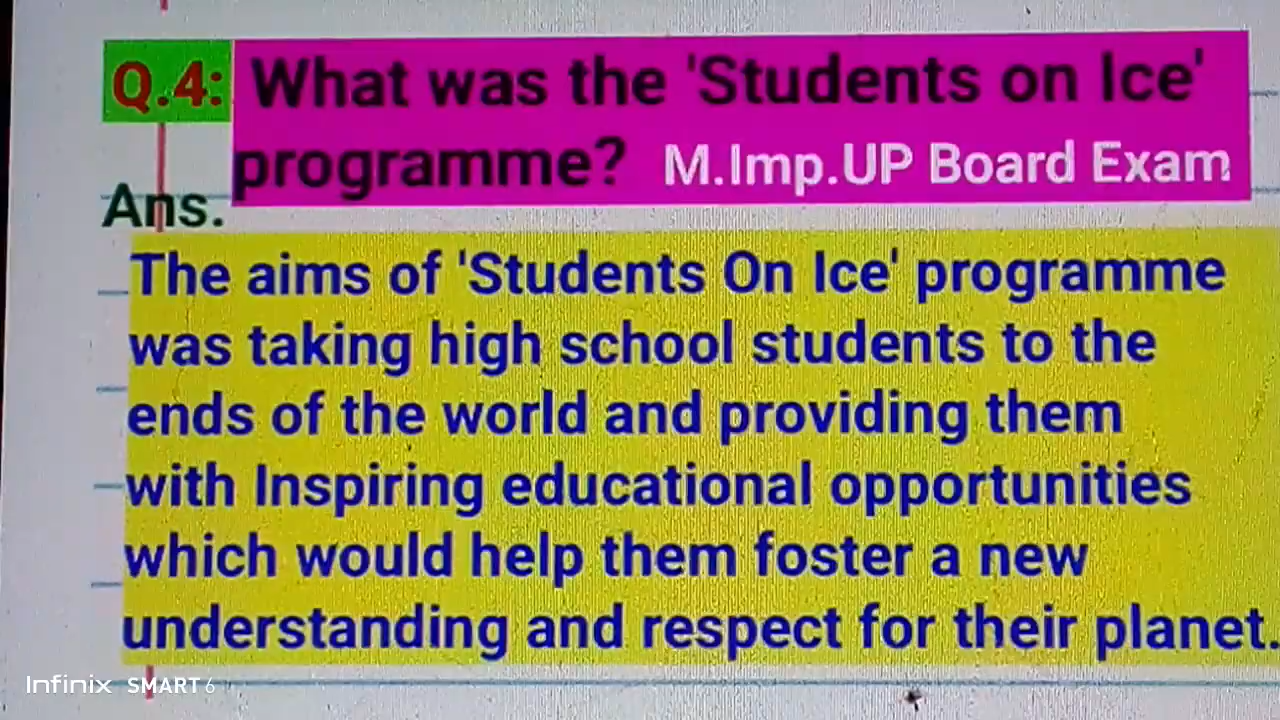 Q.4: What was the 'Students on Ice'
programme? M.Imp.UP Board Exam
Ans.
The aims of 'Students On Ice' programme
was taking high school students to the
ends of the world and providing them
with Inspiring educational opportunities
which would help them foster a new
understanding and respect for their planet.
Infinix SMART 6